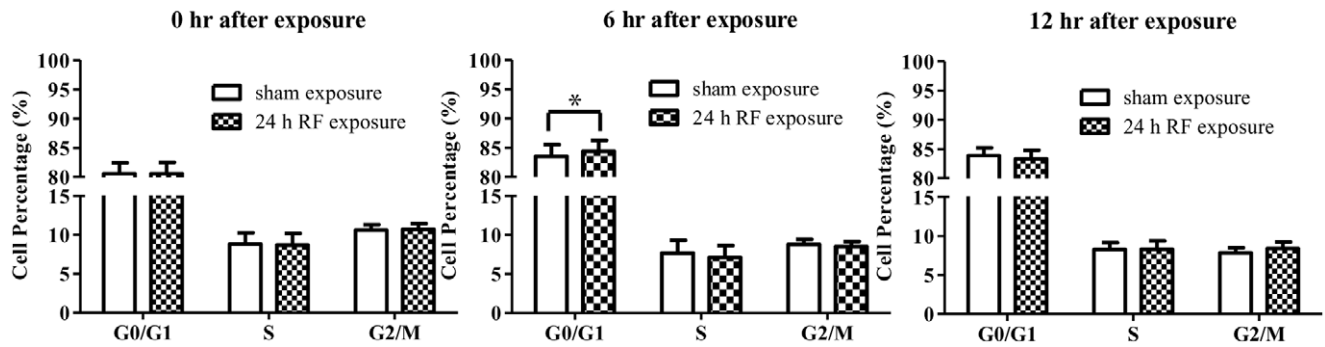 0 hr after exposure
Cell Percentage (%)
100
95
90
85
80
15
10
5
0
sham exposure
24 h RF exposure
G0/G1 S G2/M
6 hr after exposure
Cell Percentage (%)
100
95
90
85
80
15
10
5
0
sham exposure
24 h RF exposure
*
G0/G1 S G2/M
12 hr after exposure
Cell Percentage (%)
100
95
90
85
80
15
10
5
0
sham exposure
24 h RF exposure
G0/G1 S G2/M